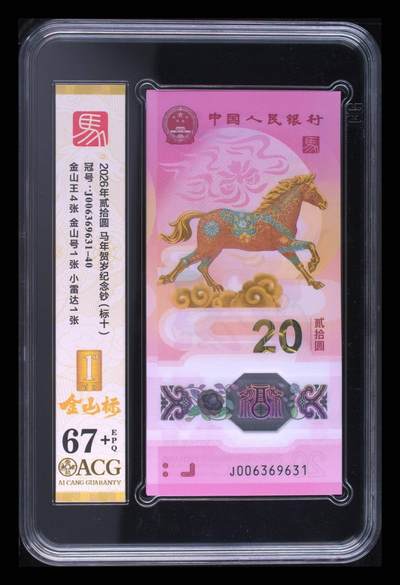 馬
2026年贰拾圆 马年贺岁纪念钞（标十）
冠号：J006369631-40
金山王4张 金山号1张 小雷达1张
1
金山标
67+EPQ
ACG
AI CANG GUARANTY
中国人民银行
馬
20
贰拾圆
J006369631